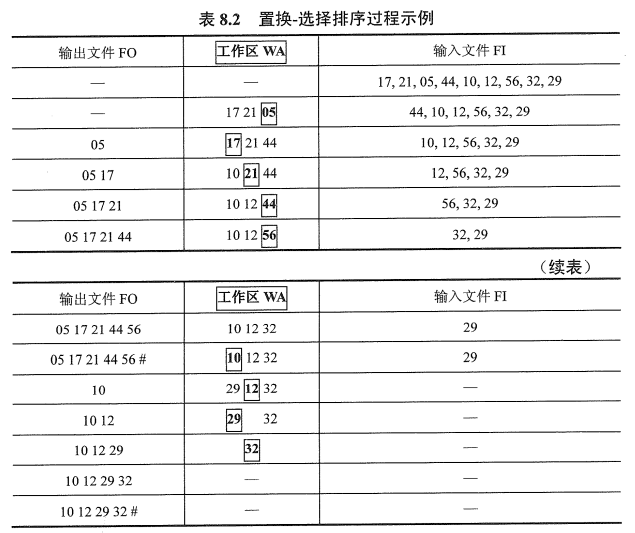 表 8.2 置换-选择排序过程示例
输出文件 FO 工作区 WA 输入文件 FI
— — 17, 21, 05, 44, 10, 12, 56, 32, 29
— 17 21 05 44, 10, 12, 56, 32, 29
05 17 21 44 10, 12, 56, 32, 29
05 17 10 21 44 12, 56, 32, 29
05 17 21 10 12 44 56, 32, 29
05 17 21 44 10 12 56 32, 29
（续表）
输出文件 FO 工作区 WA 输入文件 FI
05 17 21 44 56 10 12 32 29
05 17 21 44 56 # 10 12 32 29
10 29 12 32 —
10 12 29 32 —
10 12 29 32 —
10 12 29 32 — —
10 12 29 32 # — —